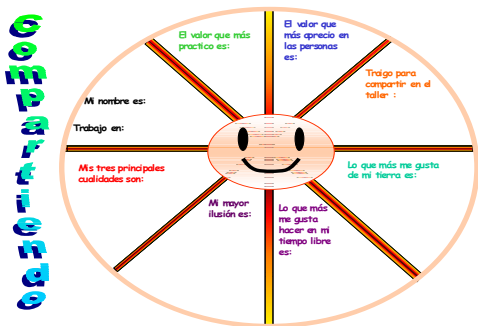 Compartiendo
El valor que más
practico es:
El valor que
más
aprecio en
las personas
es:
Traigo para
compartir en el
taller :
Mi nombre es:
Trabajo en:
Mis tres principales
cualidades son:
Lo que más me gusta
de mi tierra es:
Mi mayor
ilusión es:
Lo que más
me gusta
hacer en mi
tiempo libre
es: